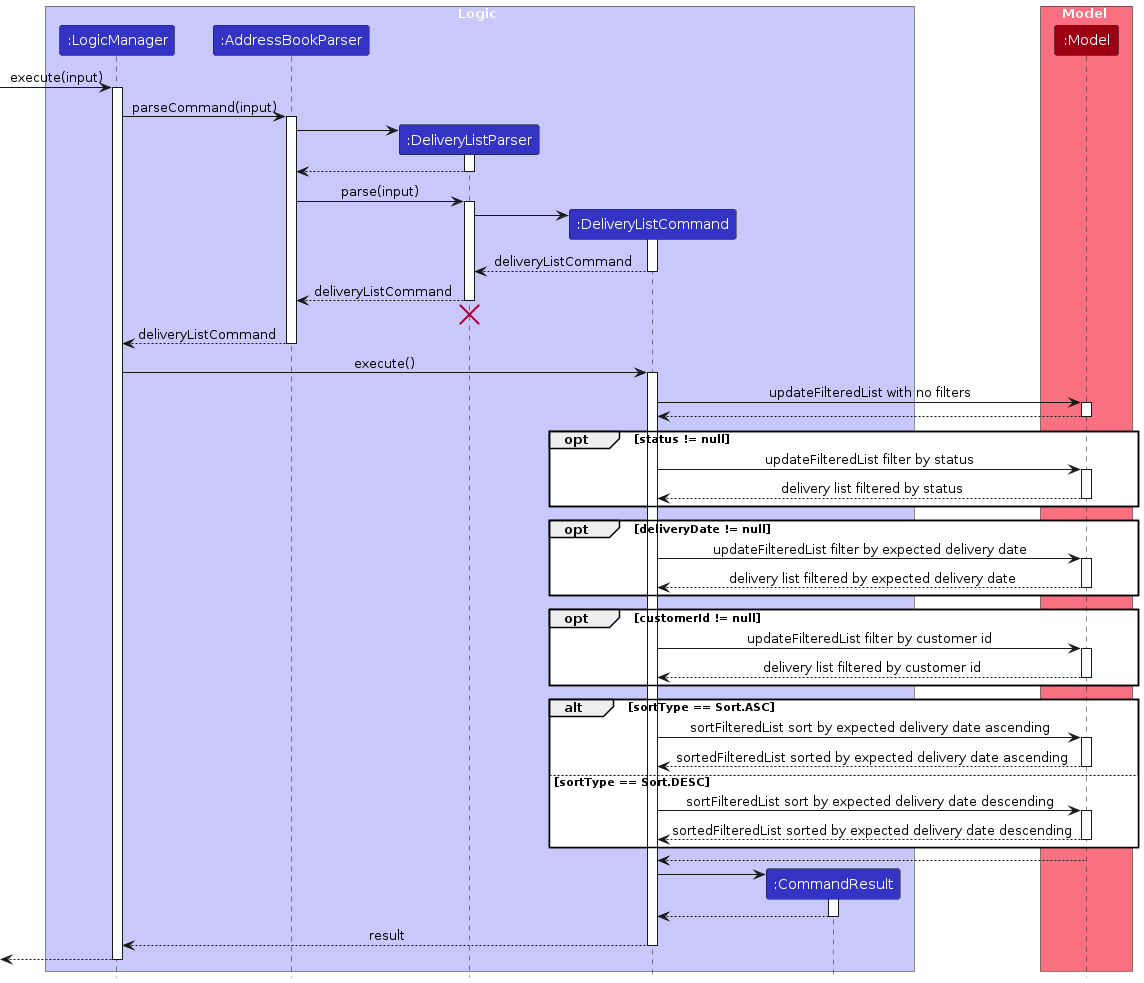 Logic
Model
:LogicManager
:AddressBookParser
:Model
execute(input)
parseCommand(input)
:DeliveryListParser
parse(input)
:DeliveryListCommand
deliveryListCommand
deliveryListCommand
deliveryListCommand
execute()
updateFilteredList with no filters
opt [status != null]
updateFilteredList filter by status
delivery list filtered by status
opt [deliveryDate != null]
updateFilteredList filter by expected delivery date
delivery list filtered by expected delivery date
opt [customerId != null]
updateFilteredList filter by customer id
delivery list filtered by customer id
alt [sortType == Sort.ASC]
sortFilteredList sort by expected delivery date ascending
sortedFilteredList sorted by expected delivery date ascending
[sortType == Sort.DESC]
sortFilteredList sort by expected delivery date descending
sortedFilteredList sorted by expected delivery date descending
:CommandResult
result